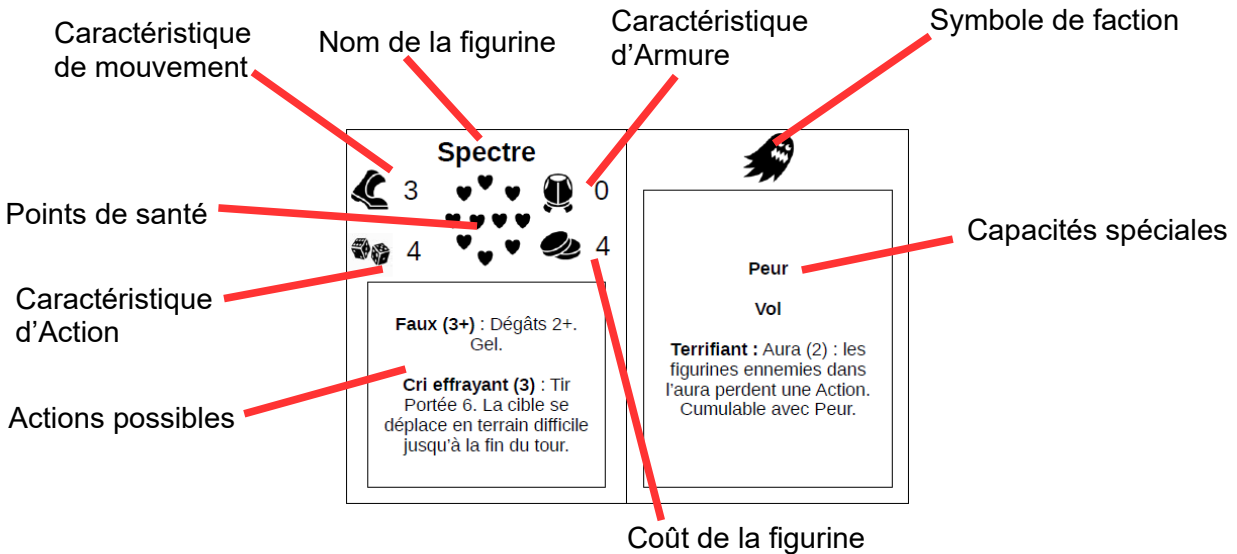 Caractéristique
de mouvement
Nom de la figurine
Caractéristique
d’Armure
Symbole de faction
Spectre
3
0
Points de santé
4
4
Caractéristique
d’Action
Capacités spéciales
Faux (3+) : Dégâts 2+.
Gel.
Cri effrayant (3) : Tir
Portée 6. La cible se
déplace en terrain difficile
jusqu’à la fin du tour.
Actions possibles
Peur
Vol
Terrifiant : Aura (2) : les
figurines ennemies dans
l’aura perdent une Action.
Cumulable avec Peur.
Coût de la figurine